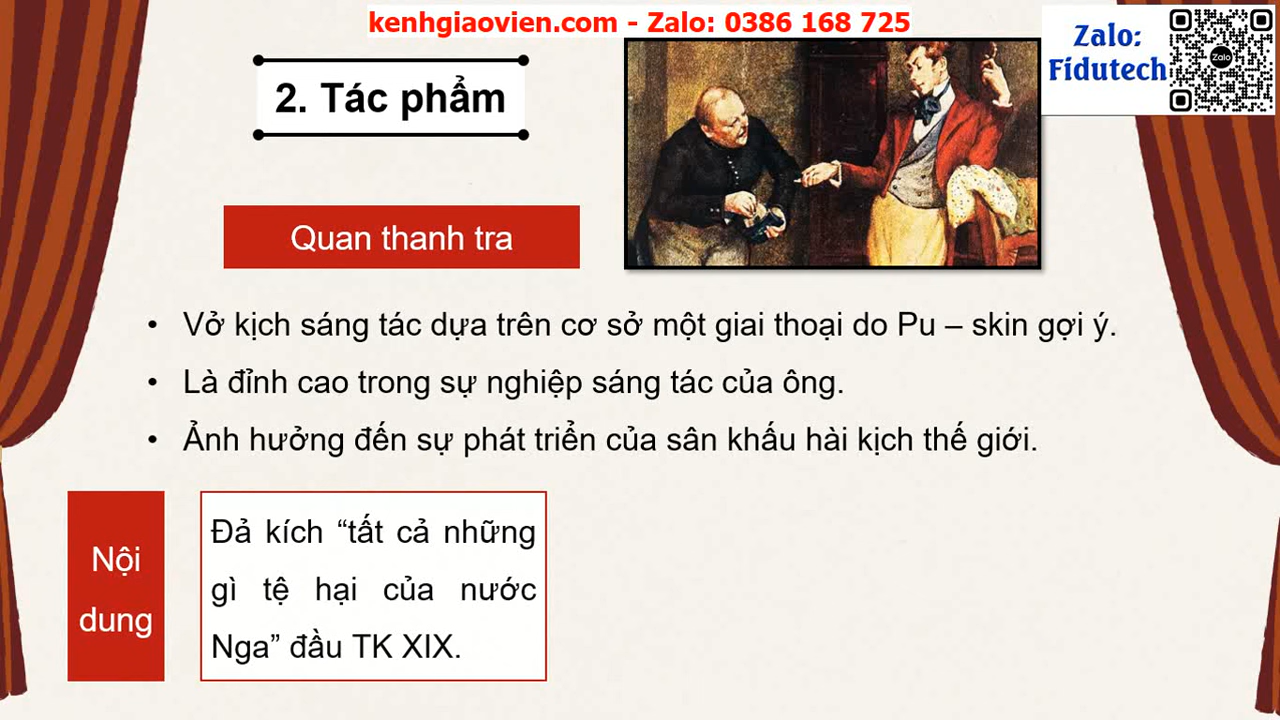 kenhgiaovien.com - Zalo: 0386 168 725
Zalo:
Fidutech
Zalo
2. Tác phẩm
Quan thanh tra
• Vở kịch sáng tác dựa trên cơ sở một giai thoại do Pu – skin gợi ý.
• Là đỉnh cao trong sự nghiệp sáng tác của ông.
• Ảnh hưởng đến sự phát triển của sân khấu hài kịch thế giới.
Nội
dung
Đả kích “tất cả những
gì tệ hại của nước
Nga” đầu TK XIX.